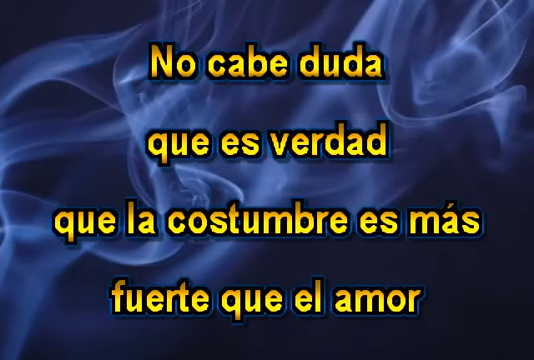 No cabe duda
que es verdad
que la costumbre es más
fuerte que el amor